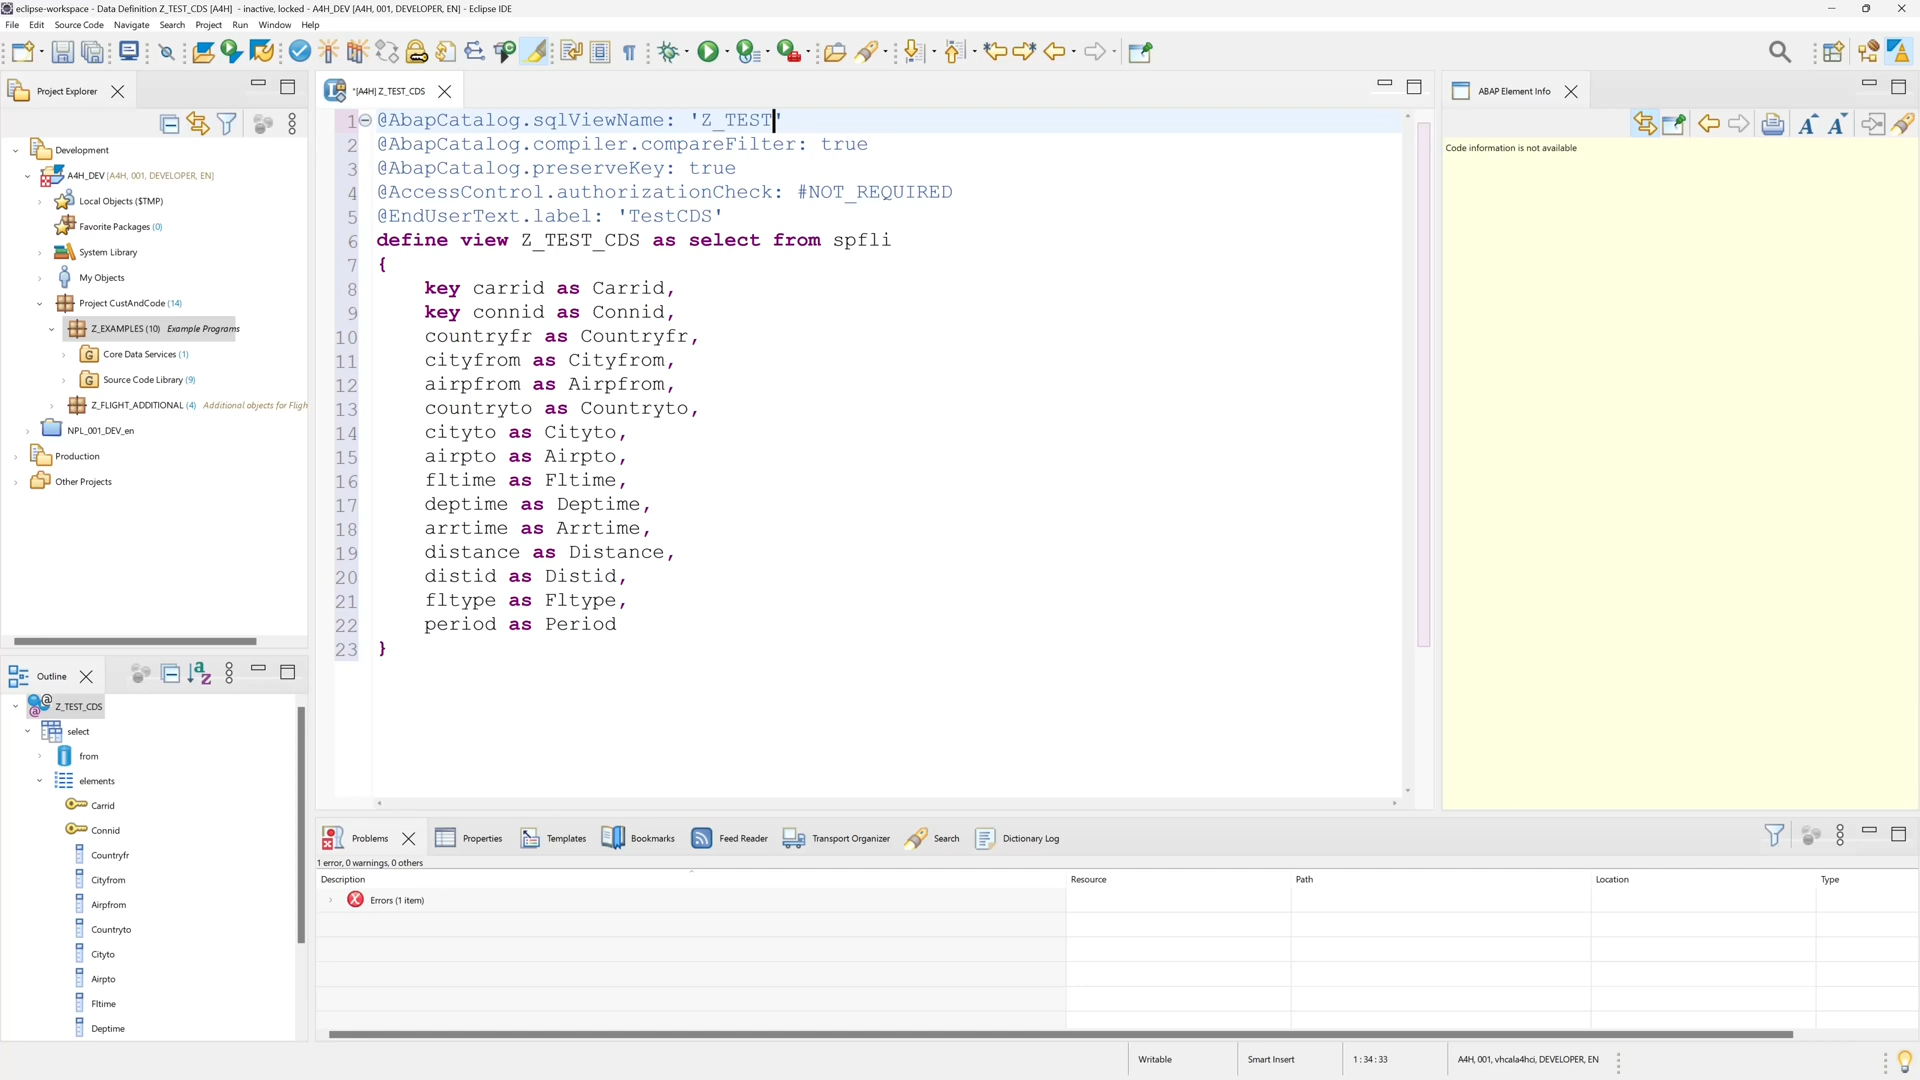 eclipse-workspace - Data Definition Z_TEST_CDS [A4H] - inactive, locked - A4H_DEV [A4H, 001, DEVELOPER, EN] - Eclipse IDE
File Edit Source Code Navigate Search Project Run Window Help
Project Explorer
*[A4H] Z_TEST_CDS
ABAP Element Info
Code information is not available
Development
A4H_DEV [A4H, 001, DEVELOPER, EN]
Local Objects ($TMP)
Favorite Packages (0)
System Library
My Objects
Project CustAndCode (14)
Z_EXAMPLES (10) Example Programs
Core Data Services (1)
Source Code Library (9)
Z_FLIGHT_ADDITIONAL (4) Additional objects for Fligh
NPL_001_DEV_en
Production
Other Projects
1 @AbapCatalog.sqlViewName: 'Z_TEST'
2 @AbapCatalog.compiler.compareFilter: true
3 @AbapCatalog.preserveKey: true
4 @AccessControl.authorizationCheck: #NOT_REQUIRED
5 @EndUserText.label: 'TestCDS'
6 define view Z_TEST_CDS as select from spfli
7 {
8 key carrid as Carrid,
9 key connid as Connid,
10 countryfr as Countryfr,
11 cityfrom as Cityfrom,
12 airpfrom as Airpfrom,
13 countryto as Countryto,
14 cityto as Cityto,
15 airpto as Airpto,
16 fltime as Fltime,
17 deptime as Deptime,
18 arrtime as Arrtime,
19 distance as Distance,
20 distid as Distid,
21 fltype as Fltype,
22 period as Period
23 }
Outline
Z_TEST_CDS
select
from
elements
Carrid
Connid
Countryfr
Cityfrom
Airpfrom
Countryto
Cityto
Airpto
Fltime
Deptime
Problems Properties Templates Bookmarks Feed Reader Transport Organizer Search Dictionary Log
1 error, 0 warnings, 0 others
Description Resource Path Location Type
Errors (1 item)
Writable Smart Insert 1 : 34 : 33 A4H, 001, vhcala4hci, DEVELOPER, EN